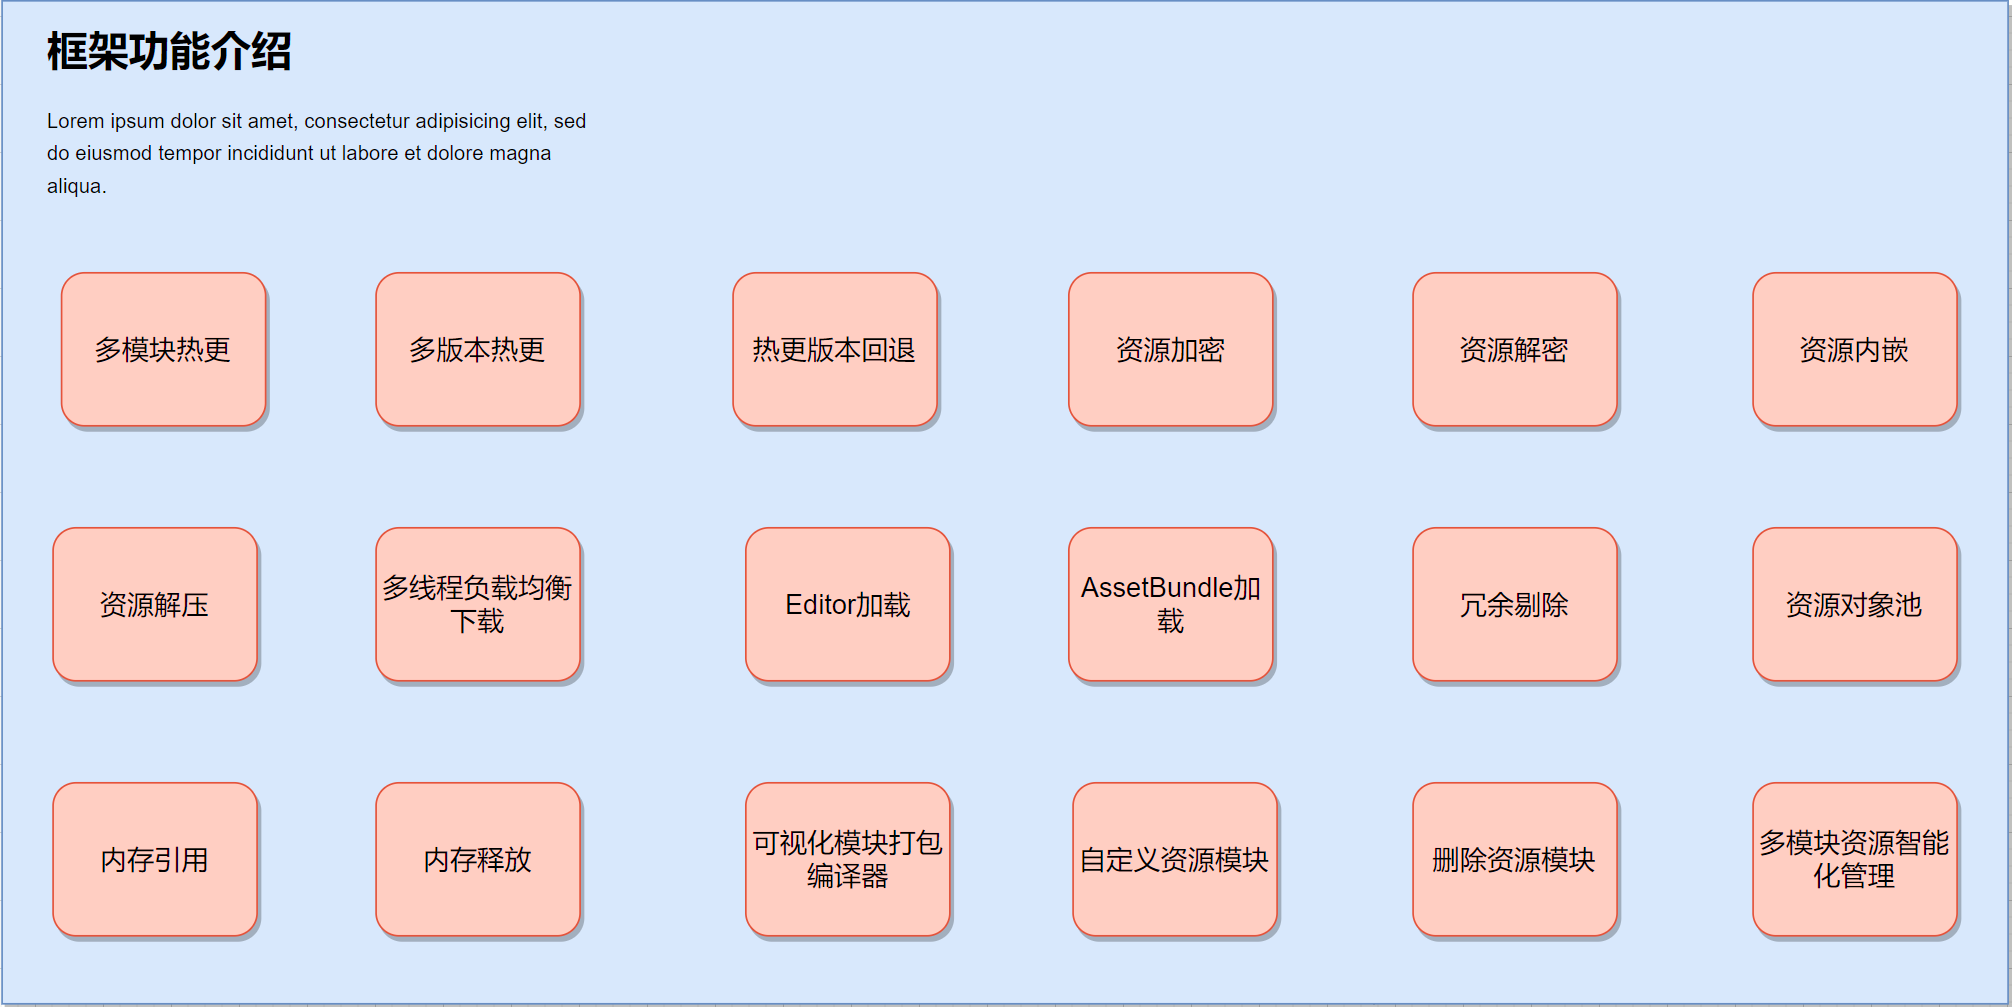 框架功能介绍
Lorem ipsum dolor sit amet, consectetur adipisicing elit, sed
do eiusmod tempor incididunt ut labore et dolore magna
aliqua.
多模块热更
多版本热更
热更版本回退
资源加密
资源解密
资源内嵌
资源解压
多线程负载均衡
下载
Editor加载
AssetBundle加
载
冗余剔除
资源对象池
内存引用
内存释放
可视化模块打包
编译器
自定义资源模块
删除资源模块
多模块资源智能
化管理